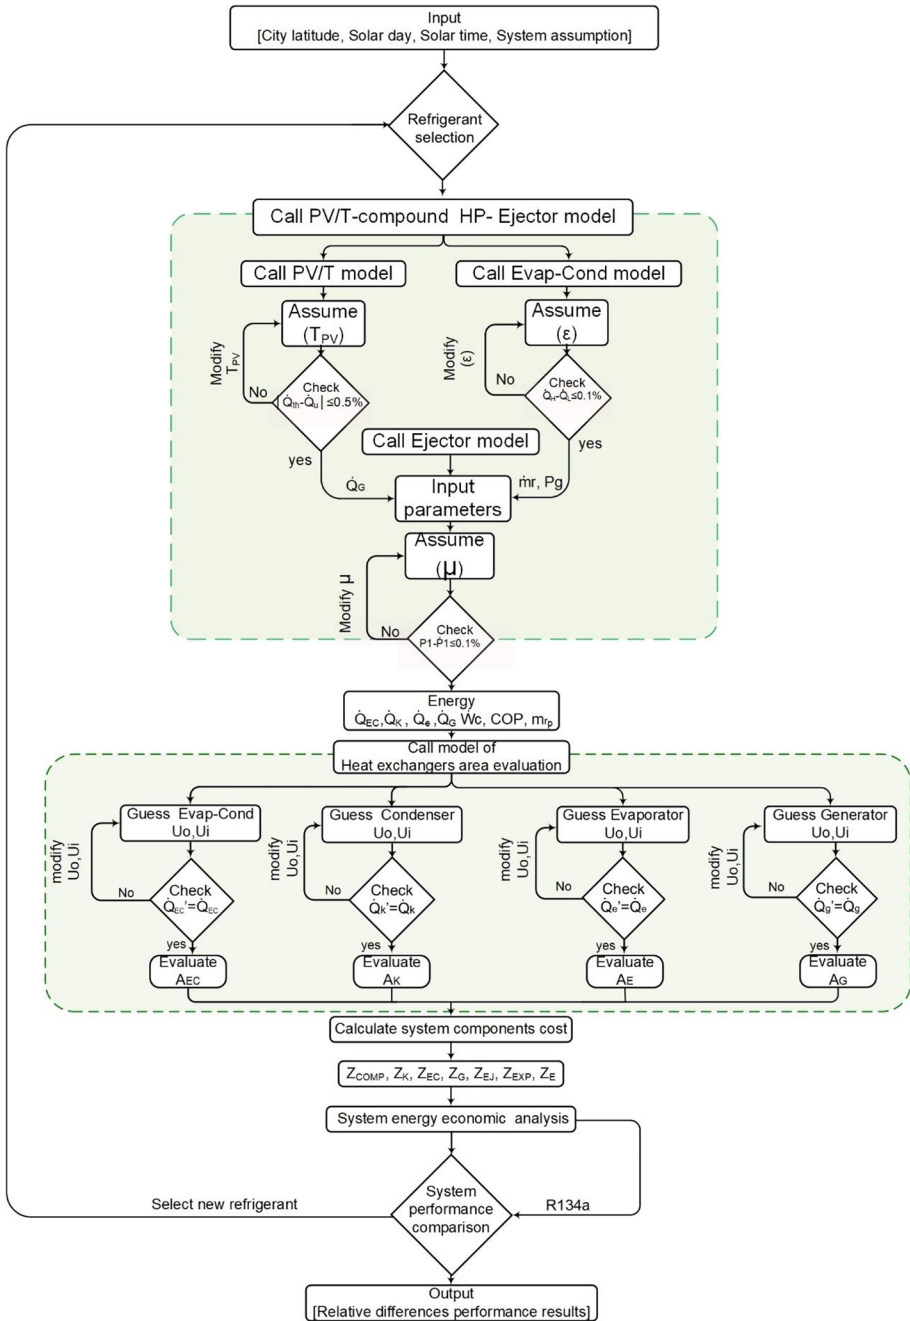 Input
[City latitude, Solar day, Solar time, System assumption]
Refrigerant
selection
Call PV/T-compound HP- Ejector model
Call PV/T model
Call Evap-Cond model
Assume
(T_PV)
Assume
(ε)
Modify
T_PV
Modify
(ε)
No
No
Check
|Q̇th-Q̇u| ≤0.5%
Check
Q̇H-Q̇L≤0.1%
Call Ejector model
yes
yes
Q̇G
ṁr, Pg
Input
parameters
Assume
(μ)
Modify μ
No
Check
P1-Ṗ1≤0.1%
Energy
Q̇EC,Q̇K , Q̇e ,Q̇G Ẇc, COP, mrp
Call model of
Heat exchangers area evaluation
Guess Evap-Cond
Uo,Ui
Guess Condenser
Uo,Ui
Guess Evaporator
Uo,Ui
Guess Generator
Uo,Ui
modify
Uo,Ui
modify
Uo,Ui
modify
Uo,Ui
modify
Uo,Ui
No
No
No
No
Check
Q̇EC'=Q̇EC
Check
Q̇k'=Q̇k
Check
Q̇e'=Q̇e
Check
Q̇g'=Q̇g
yes
yes
yes
yes
Evaluate
AEC
Evaluate
AK
Evaluate
AE
Evaluate
AG
Calculate system components cost
ZCOMP, ZK, ZEC, ZG, ZEJ, ZEXP, ZE
System energy economic analysis
System
performance
comparison
Select new refrigerant
R134a
Output
[Relative differences performance results]